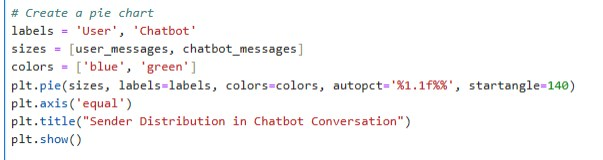 # Create a pie chart
labels = 'User', 'Chatbot'
sizes = [user_messages, chatbot_messages]
colors = ['blue', 'green']
plt.pie(sizes, labels=labels, colors=colors, autopct='%1.1f%%', startangle=140)
plt.axis('equal')
plt.title("Sender Distribution in Chatbot Conversation")
plt.show()